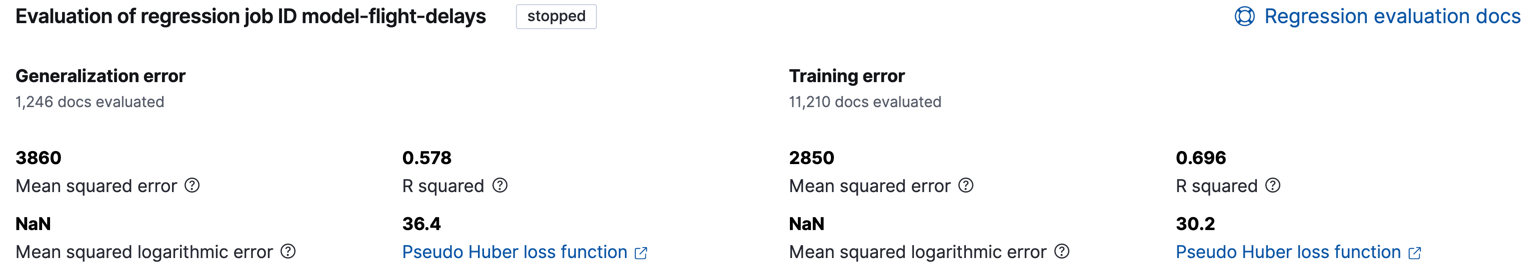 Evaluation of regression job ID model-flight-delays stopped Regression evaluation docs
Generalization error
1,246 docs evaluated
3860 0.578
Mean squared error R squared
NaN 36.4
Mean squared logarithmic error Pseudo Huber loss function
Training error
11,210 docs evaluated
2850 0.696
Mean squared error R squared
NaN 30.2
Mean squared logarithmic error Pseudo Huber loss function